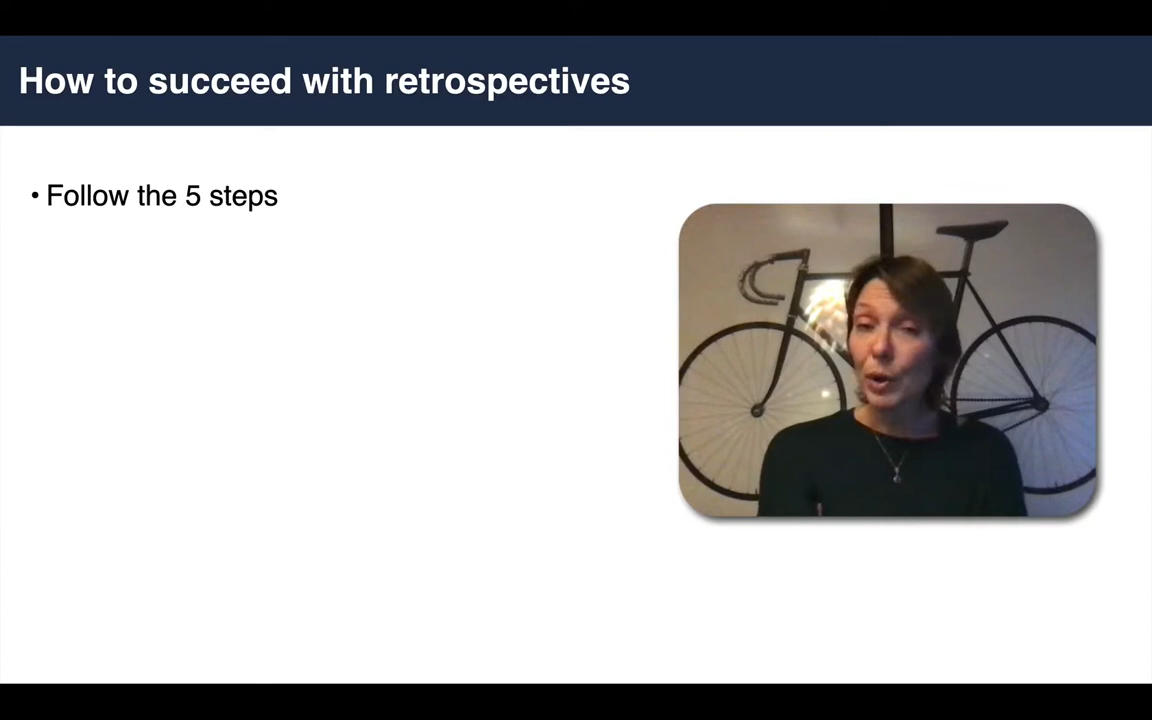 How to succeed with retrospectives
• Follow the 5 steps